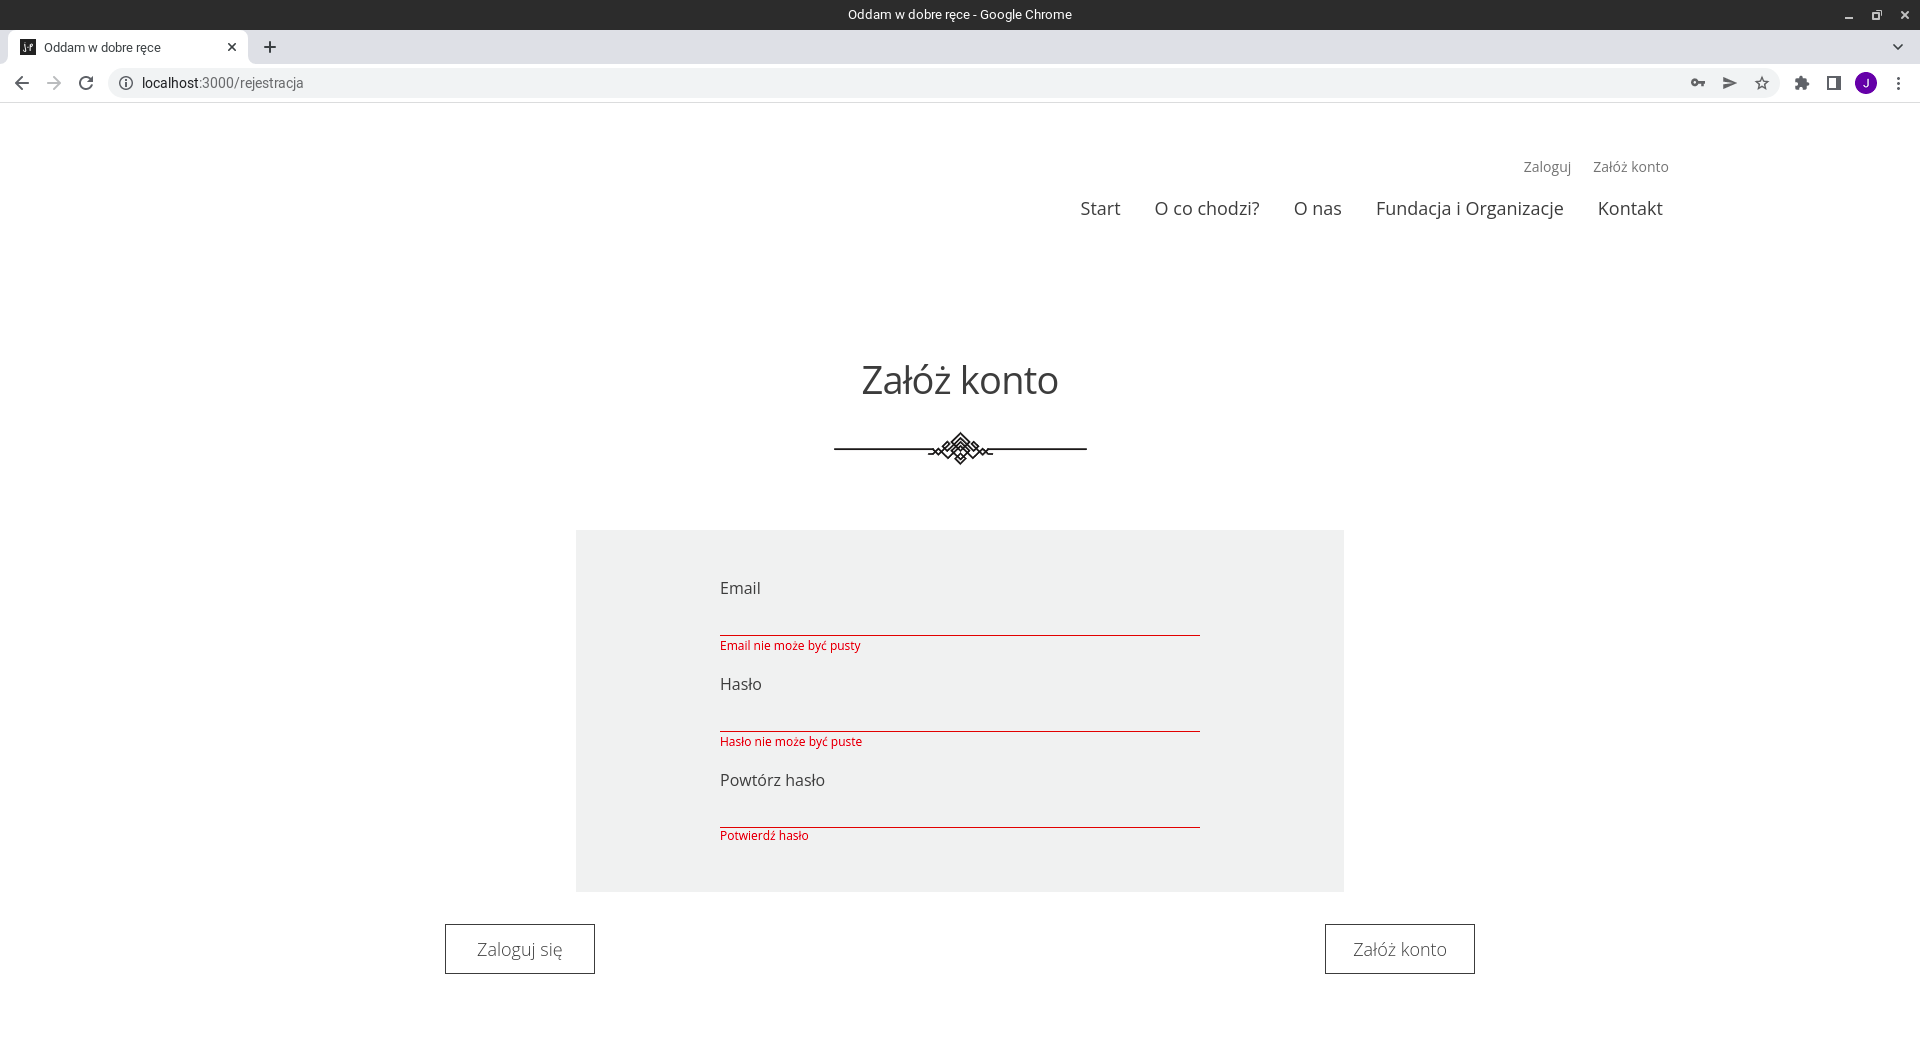 Oddam w dobre ręce - Google Chrome
Oddam w dobre ręce
localhost:3000/rejestracja
J
Zaloguj Załóż konto
Start O co chodzi? O nas Fundacja i Organizacje Kontakt
Załóż konto
Email
Email nie może być pusty
Hasło
Hasło nie może być puste
Powtórz hasło
Potwierdź hasło
Zaloguj się Załóż konto